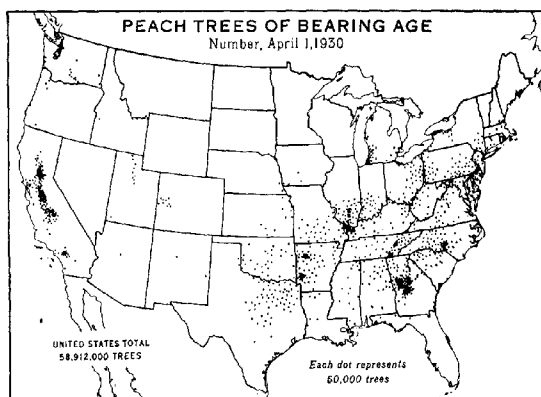 PEACH TREES OF BEARING AGE
Number, April 1, 1930
UNITED STATES TOTAL
58,912,000 TREES
Each dot represents
50,000 trees